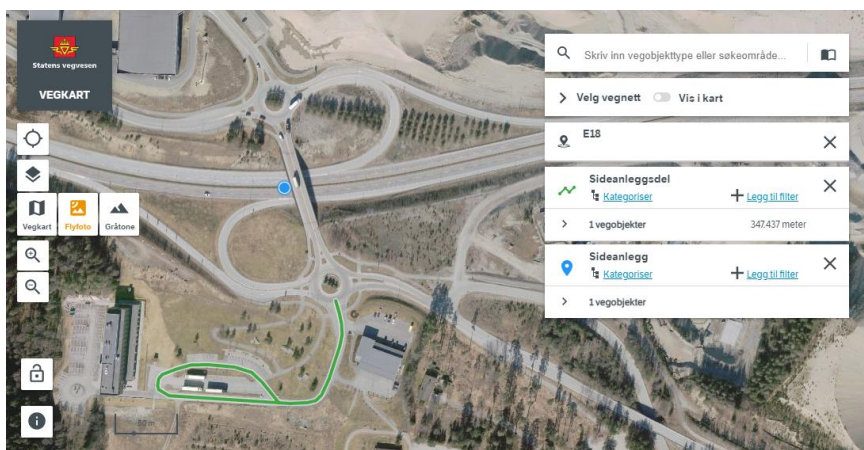 Statens vegvesen
VEGKART
Vegkart
Flyfoto
Gråtone
50 m
Skriv inn vegobjekttype eller søkeområde...
Velg vegnett
Vis i kart
E18
Sideanleggsdel
Kategoriser
Legg til filter
1 vegobjekter
347.437 meter
Sideanlegg
Kategoriser
Legg til filter
1 vegobjekter